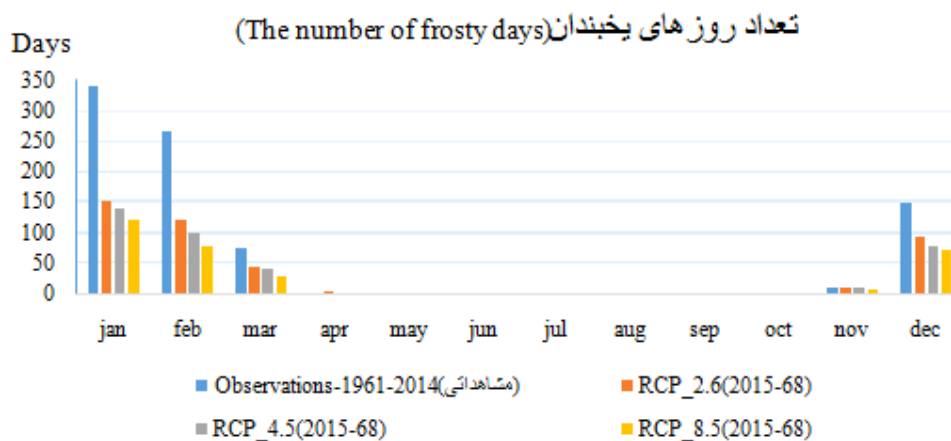 تعداد روزهای یخبندان(The number of frosty days)
Days
350
300
250
200
150
100
50
0
jan feb mar apr may jun jul aug sep oct nov dec
Observations-1961-2014(مشاهداتی) RCP_2.6(2015-68)
RCP_4.5(2015-68) RCP_8.5(2015-68)